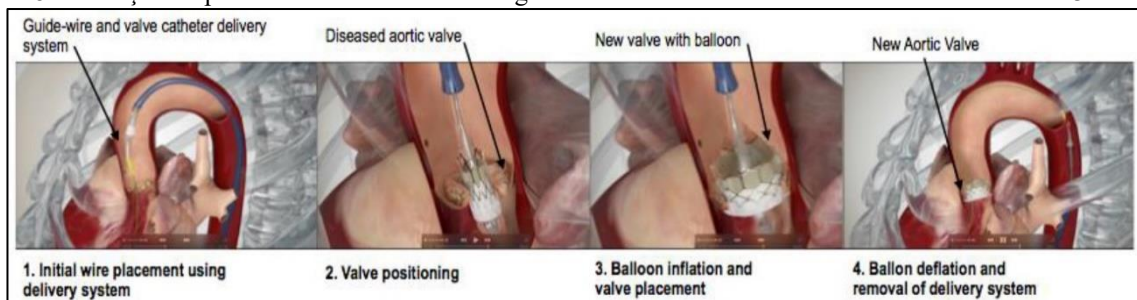 Guide-wire and valve catheter delivery
system
Diseased aortic valve
New valve with balloon
New Aortic Valve
1. Initial wire placement using
delivery system
2. Valve positioning
3. Balloon inflation and
valve placement
4. Ballon deflation and
removal of delivery system